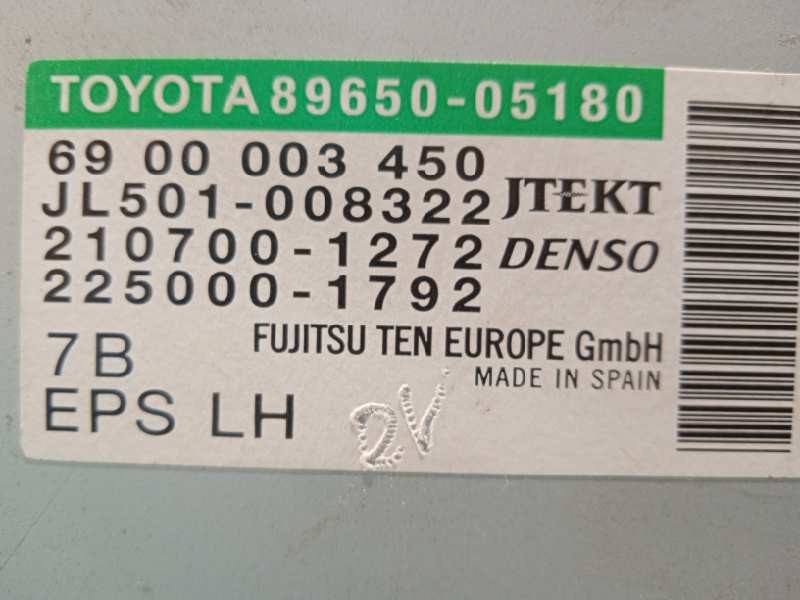 TOYOTA 89650-05180
69 00 003 450
JL501-008322 JTEKT
210700-1272 DENSO
225000-1792
FUJITSU TEN EUROPE GmbH
7B
MADE IN SPAIN
EPS LH
2V